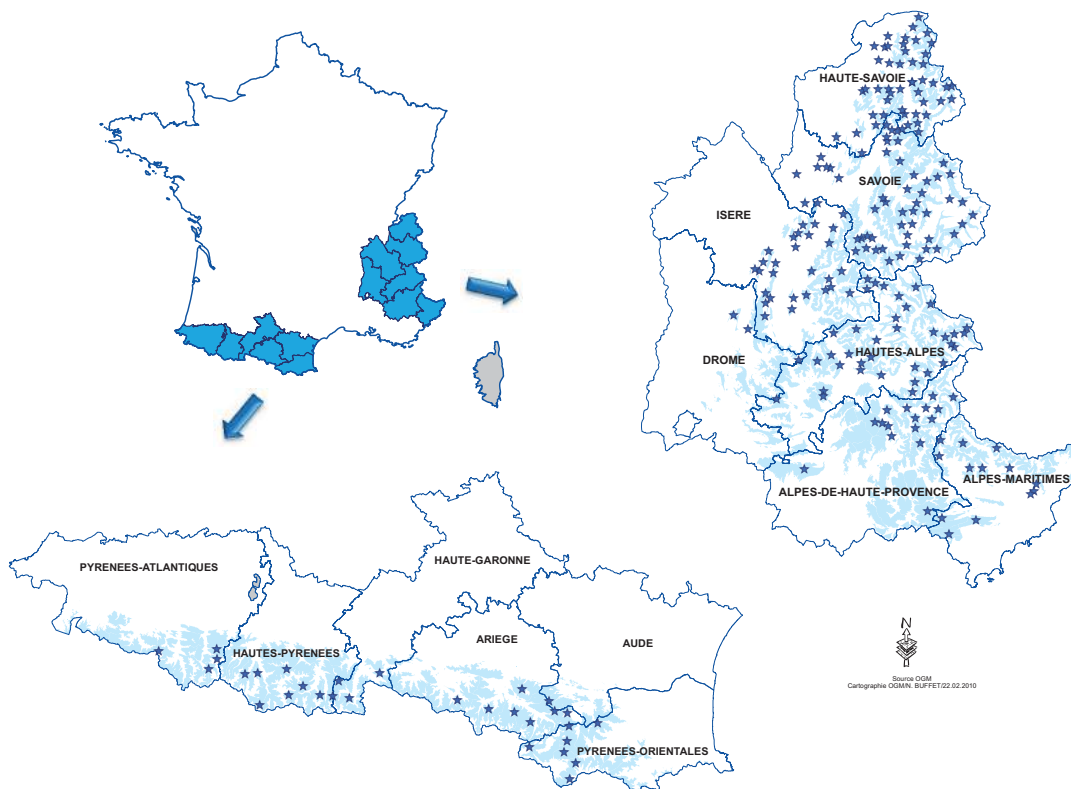 HAUTE-SAVOIE
SAVOIE
ISERE
DROME
HAUTES-ALPES
ALPES-MARITIMES
ALPES-DE-HAUTE-PROVENCE
HAUTE-GARONNE
PYRENEES-ATLANTIQUES
ARIEGE
AUDE
HAUTES-PYRENEES
PYRENEES-ORIENTALES
N
Source OGM
Cartographie OGM/N. BUFFET/22.02.2010